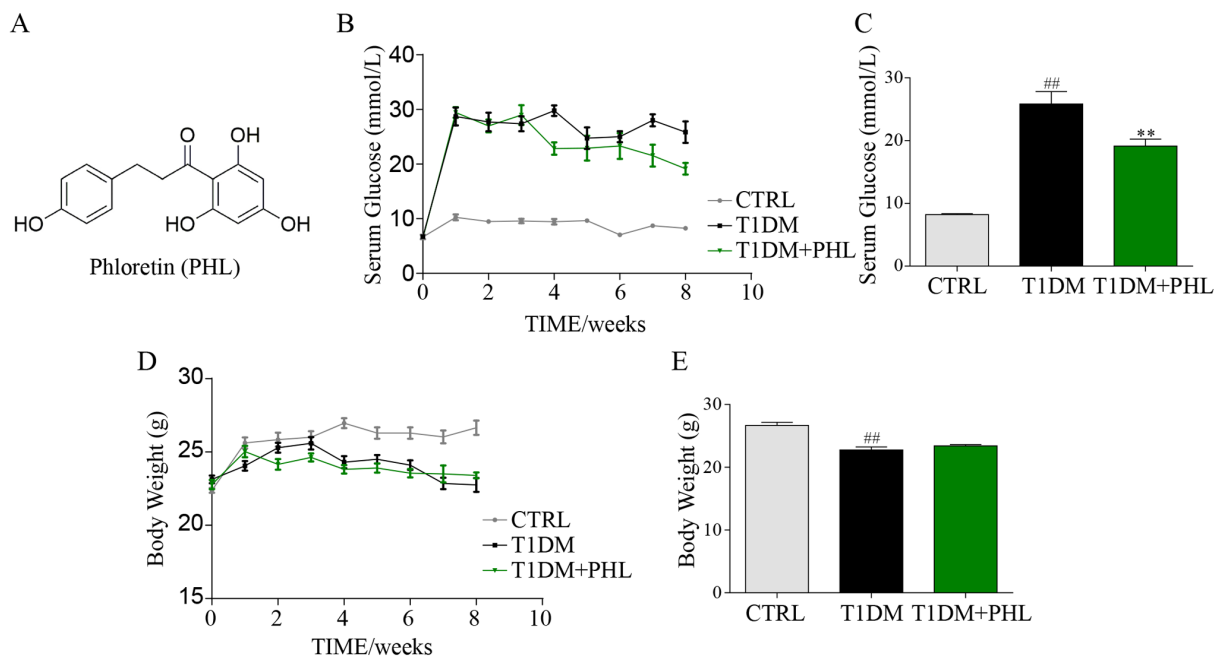 A
O
OH
HO
HO
OH
Phloretin (PHL)
B
Serum Glucose (mmol/L)
40
30
20
10
0
0 2 4 6 8 10
TIME/weeks
CTRL
T1DM
T1DM+PHL
C
Serum Glucose (mmol/L)
30
20
10
0
##
**
CTRL T1DM T1DM+PHL
D
Body Weight (g)
30
25
20
15
0 2 4 6 8 10
TIME/weeks
CTRL
T1DM
T1DM+PHL
E
Body Weight (g)
30
20
10
0
##
CTRL T1DM T1DM+PHL